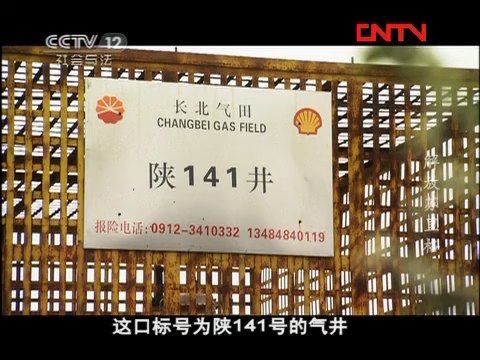 CCTV 12
社会与法
CNTV
长北气田
CHANGBEI GAS FIELD
陕141井
报险电话:0912-3410332 13484840119
这口标号为陕141号的气井